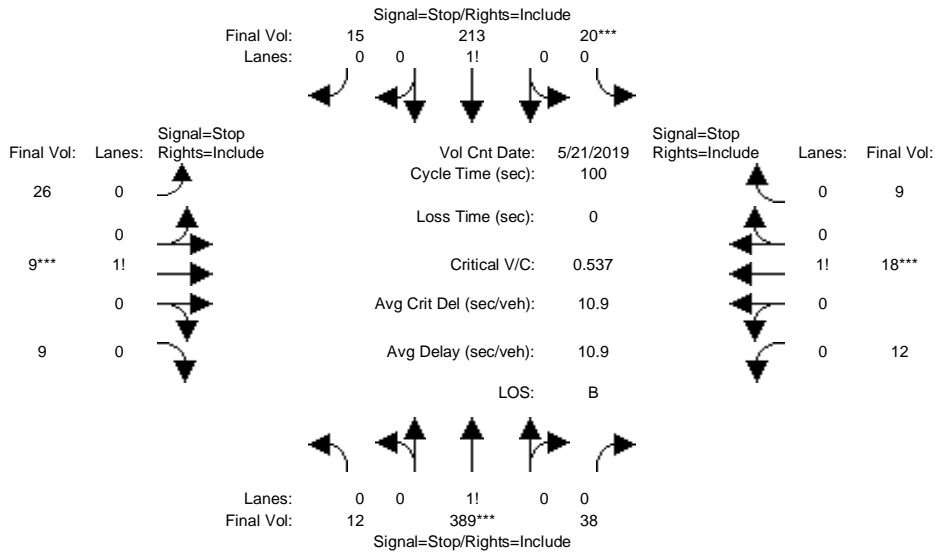 Signal=Stop/Rights=Include
Final Vol: 15 213 20***
Lanes: 0 0 1! 0 0
Signal=Stop Signal=Stop
Final Vol: Lanes: Rights=Include Vol Cnt Date: 5/21/2019 Rights=Include Lanes: Final Vol:
Cycle Time (sec): 100
26 0 0 9
Loss Time (sec): 0
0 0
9*** 1! Critical V/C: 0.537 1! 18***
0 Avg Crit Del (sec/veh): 10.9 0
9 0 Avg Delay (sec/veh): 10.9 0 12
LOS: B
Lanes: 0 0 1! 0 0
Final Vol: 12 389*** 38
Signal=Stop/Rights=Include